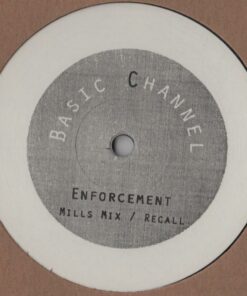 BASIC CHANNEL
ENFORCEMENT
MILLS MIX / RECALL